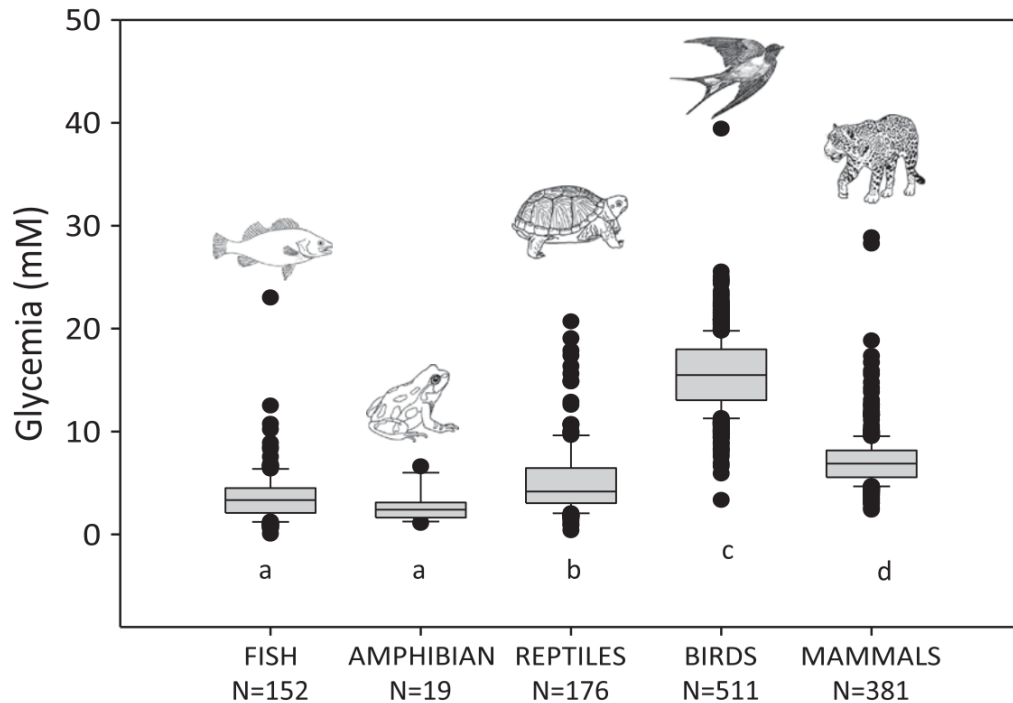 50
40
30
20
10
0
Glycemia (mM)
a
a
b
c
d
FISH
N=152
AMPHIBIAN
N=19
REPTILES
N=176
BIRDS
N=511
MAMMALS
N=381